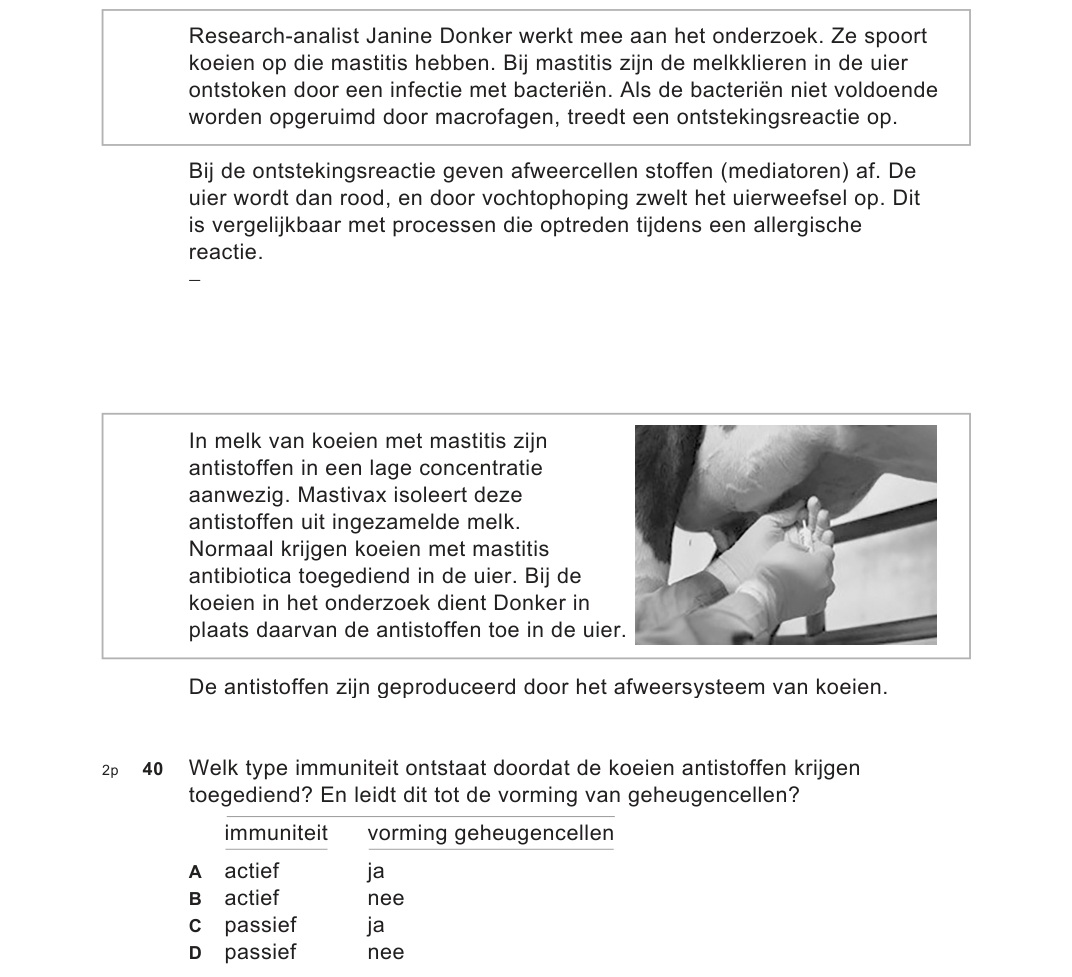 Research-analist Janine Donker werkt mee aan het onderzoek. Ze spoort
koeien op die mastitis hebben. Bij mastitis zijn de melkklieren in de uier
ontstoken door een infectie met bacteriën. Als de bacteriën niet voldoende
worden opgeruimd door macrofagen, treedt een ontstekingsreactie op.
Bij de ontstekingsreactie geven afweercellen stoffen (mediatoren) af. De
uier wordt dan rood, en door vochtophoping zwelt het uierweefsel op. Dit
is vergelijkbaar met processen die optreden tijdens een allergische
reactie.
–
In melk van koeien met mastitis zijn
antistoffen in een lage concentratie
aanwezig. Mastivax isoleert deze
antistoffen uit ingezamelde melk.
Normaal krijgen koeien met mastitis
antibiotica toegediend in de uier. Bij de
koeien in het onderzoek dient Donker in
plaats daarvan de antistoffen toe in de uier.
De antistoffen zijn geproduceerd door het afweersysteem van koeien.
2p 40 Welk type immuniteit ontstaat doordat de koeien antistoffen krijgen
toegediend? En leidt dit tot de vorming van geheugencellen?
immuniteit vorming geheugencellen
A actief ja
B actief nee
C passief ja
D passief nee